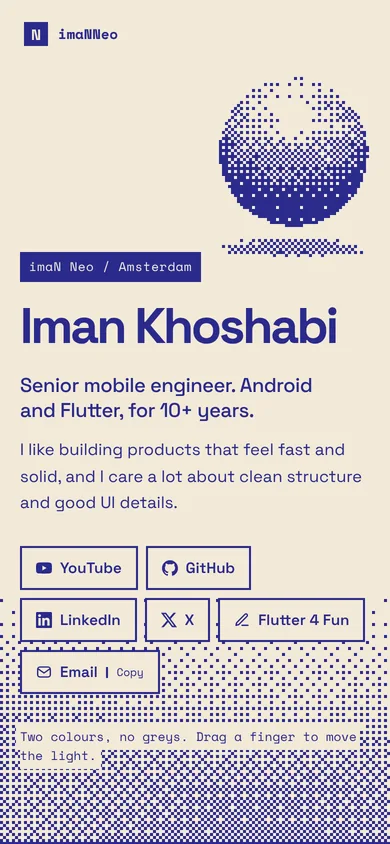 N imaNNeo
imaN Neo / Amsterdam
Iman Khoshabi
Senior mobile engineer. Android
and Flutter, for 10+ years.
I like building products that feel fast and
solid, and I care a lot about clean structure
and good UI details.
YouTube GitHub
LinkedIn X Flutter 4 Fun
Email Copy
Two colours, no greys. Drag a finger to move
the light.